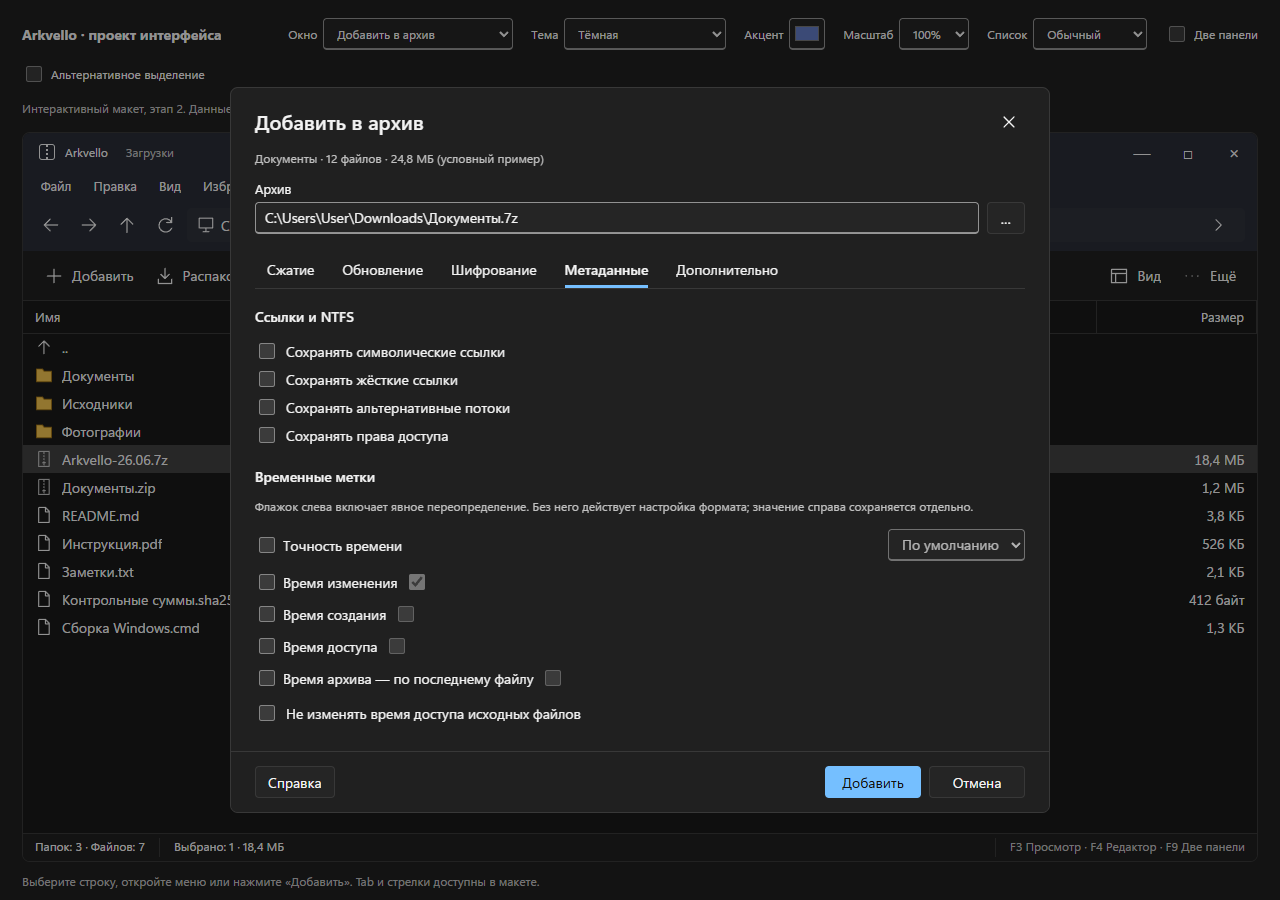 Arkvello · проект интерфейса
Окно Добавить в архив Тема Тёмная Акцент Масштаб 100% Список Обычный Две панели
Альтернативное выделение
Интерактивный макет, этап 2. Данные
Arkvello Загрузки
Файл Правка Вид Избр
Добавить Распак
Вид ··· Ещё
Имя
Размер
..
Документы
Исходники
Фотографии
Arkvello-26.06.7z 18,4 МБ
Документы.zip 1,2 МБ
README.md 3,8 КБ
Инструкция.pdf 526 КБ
Заметки.txt 2,1 КБ
Контрольные суммы.sha25 412 байт
Сборка Windows.cmd 1,3 КБ
Добавить в архив
Документы · 12 файлов · 24,8 МБ (условный пример)
Архив
C:\Users\User\Downloads\Документы.7z ...
Сжатие Обновление Шифрование Метаданные Дополнительно
Ссылки и NTFS
Сохранять символические ссылки
Сохранять жёсткие ссылки
Сохранять альтернативные потоки
Сохранять права доступа
Временные метки
Флажок слева включает явное переопределение. Без него действует настройка формата; значение справа сохраняется отдельно.
Точность времени По умолчанию
Время изменения
Время создания
Время доступа
Время архива — по последнему файлу
Не изменять время доступа исходных файлов
Справка Добавить Отмена
Папок: 3 · Файлов: 7 Выбрано: 1 · 18,4 МБ F3 Просмотр · F4 Редактор · F9 Две панели
Выберите строку, откройте меню или нажмите «Добавить». Tab и стрелки доступны в макете.